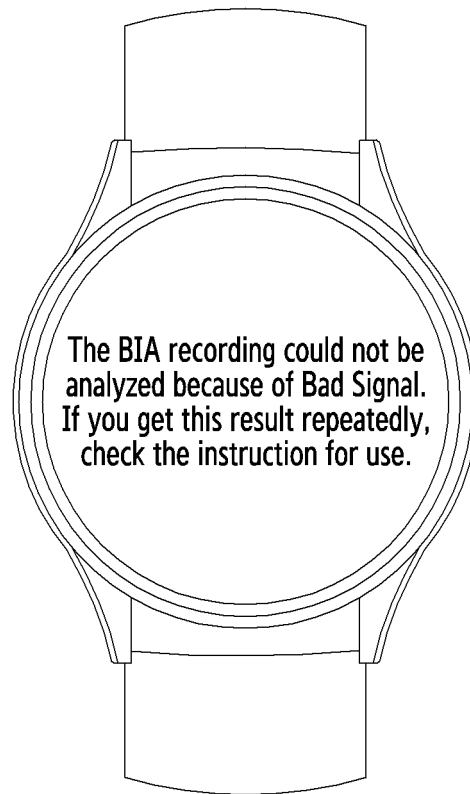 The BIA recording could not be
analyzed because of Bad Signal.
If you get this result repeatedly,
check the instruction for use.